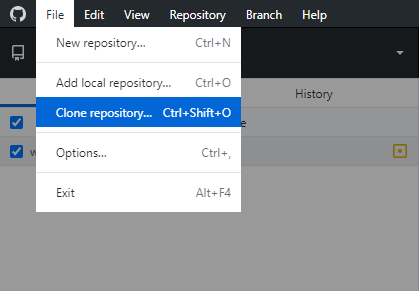 File Edit View Repository Branch Help
New repository... Ctrl+N
Add local repository... Ctrl+O
Clone repository... Ctrl+Shift+O
Options... Ctrl+,
Exit Alt+F4
History